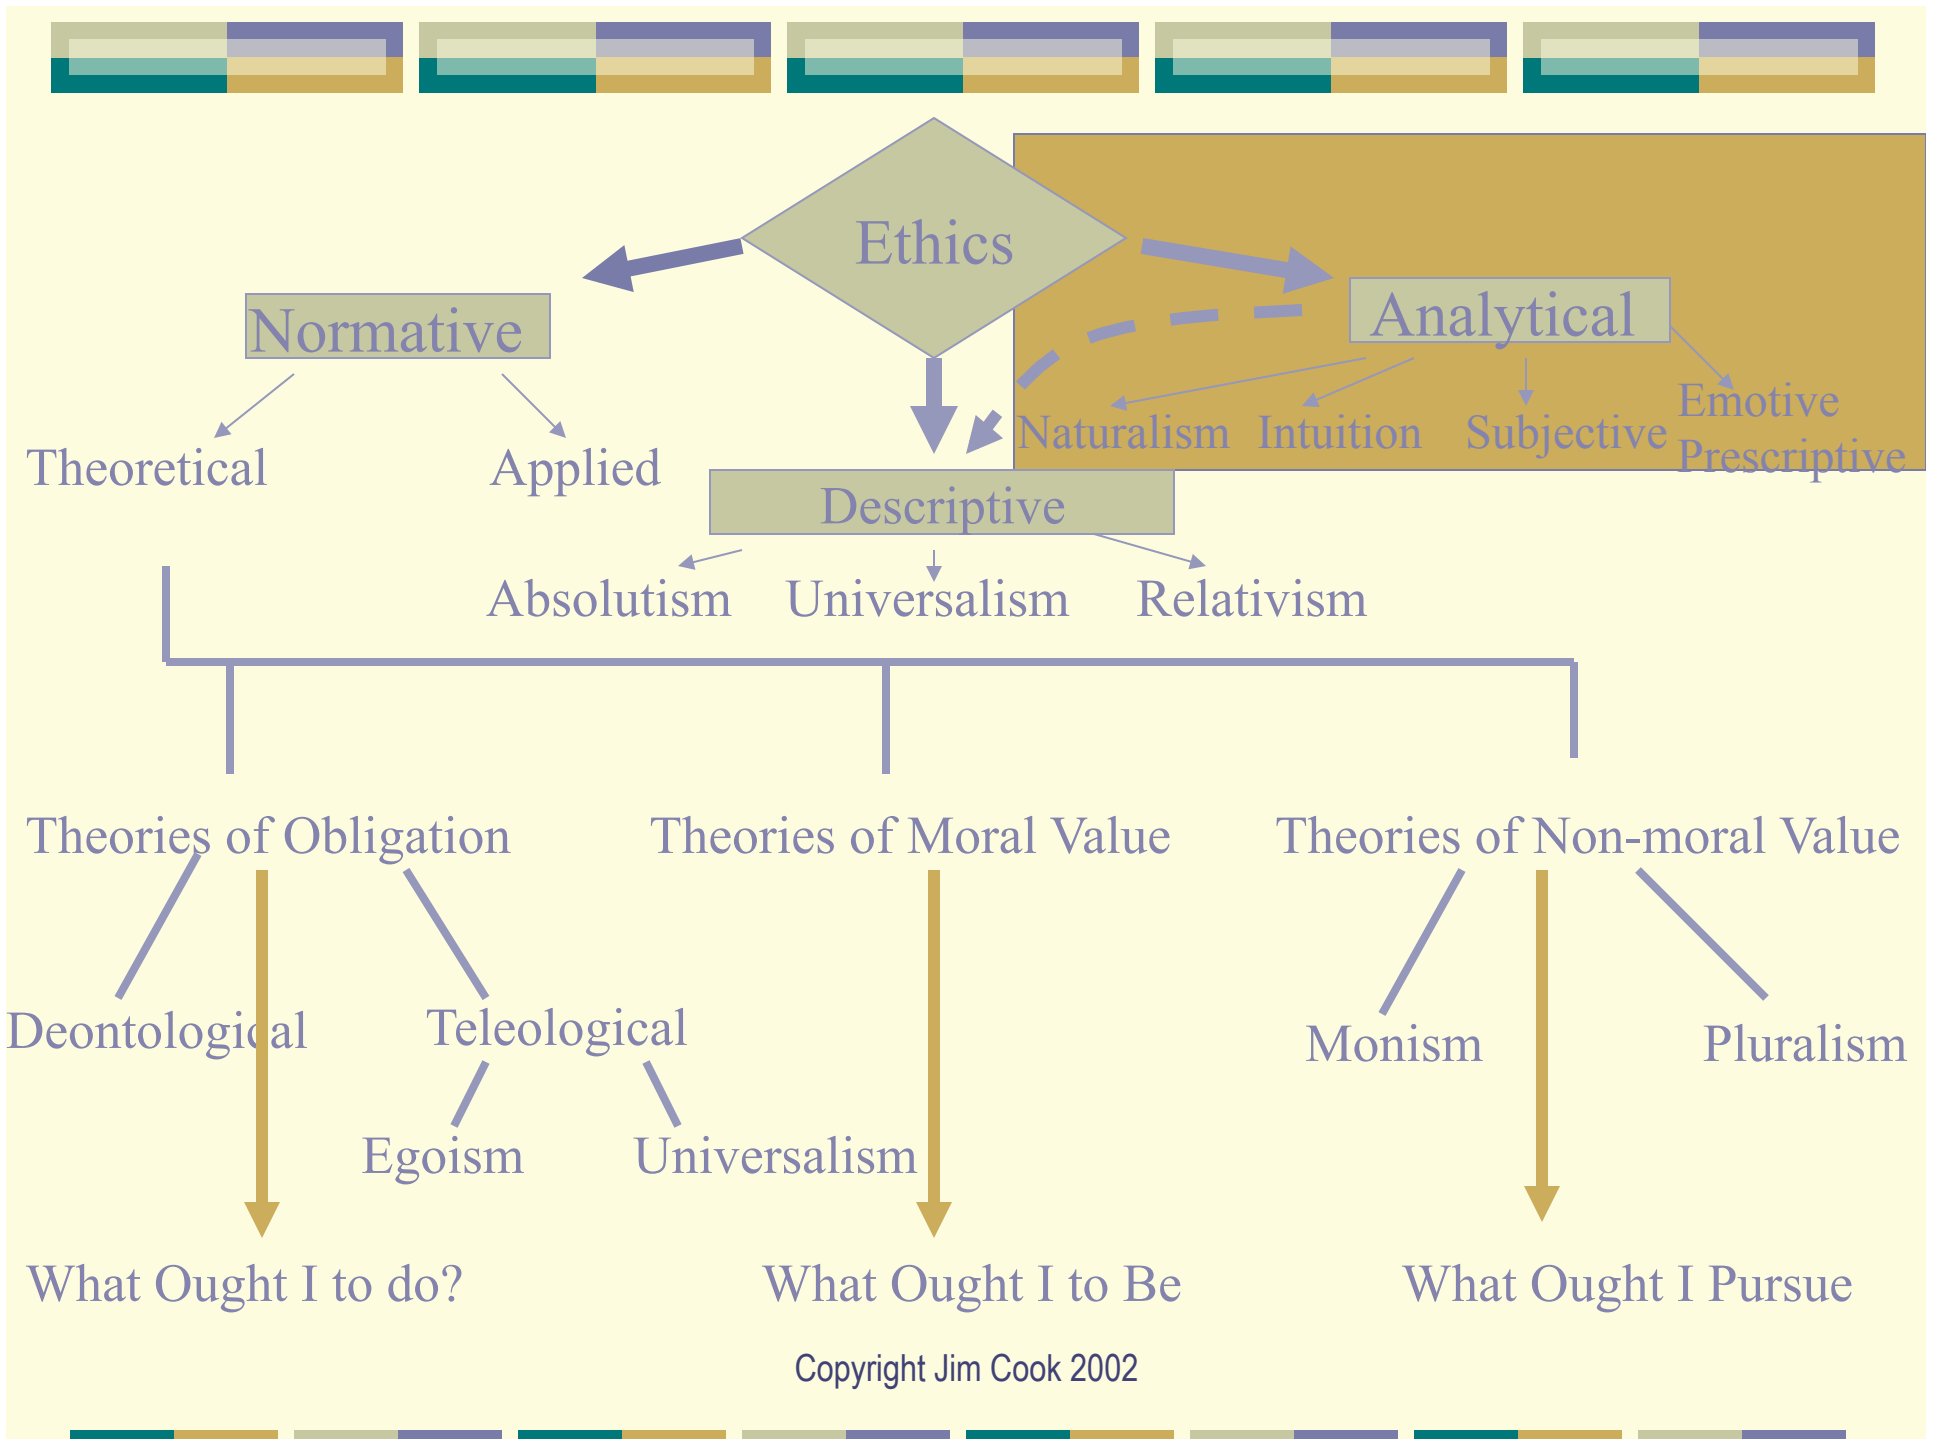 Ethics
Normative
Analytical
Naturalism
Intuition
Subjective
Emotive
Prescriptive
Theoretical
Applied
Descriptive
Absolutism
Universalism
Relativism
Theories of Obligation
Theories of Moral Value
Theories of Non-moral Value
Deontological
Teleological
Monism
Pluralism
Egoism
Universalism
What Ought I to do?
What Ought I to Be
What Ought I Pursue
Copyright Jim Cook 2002